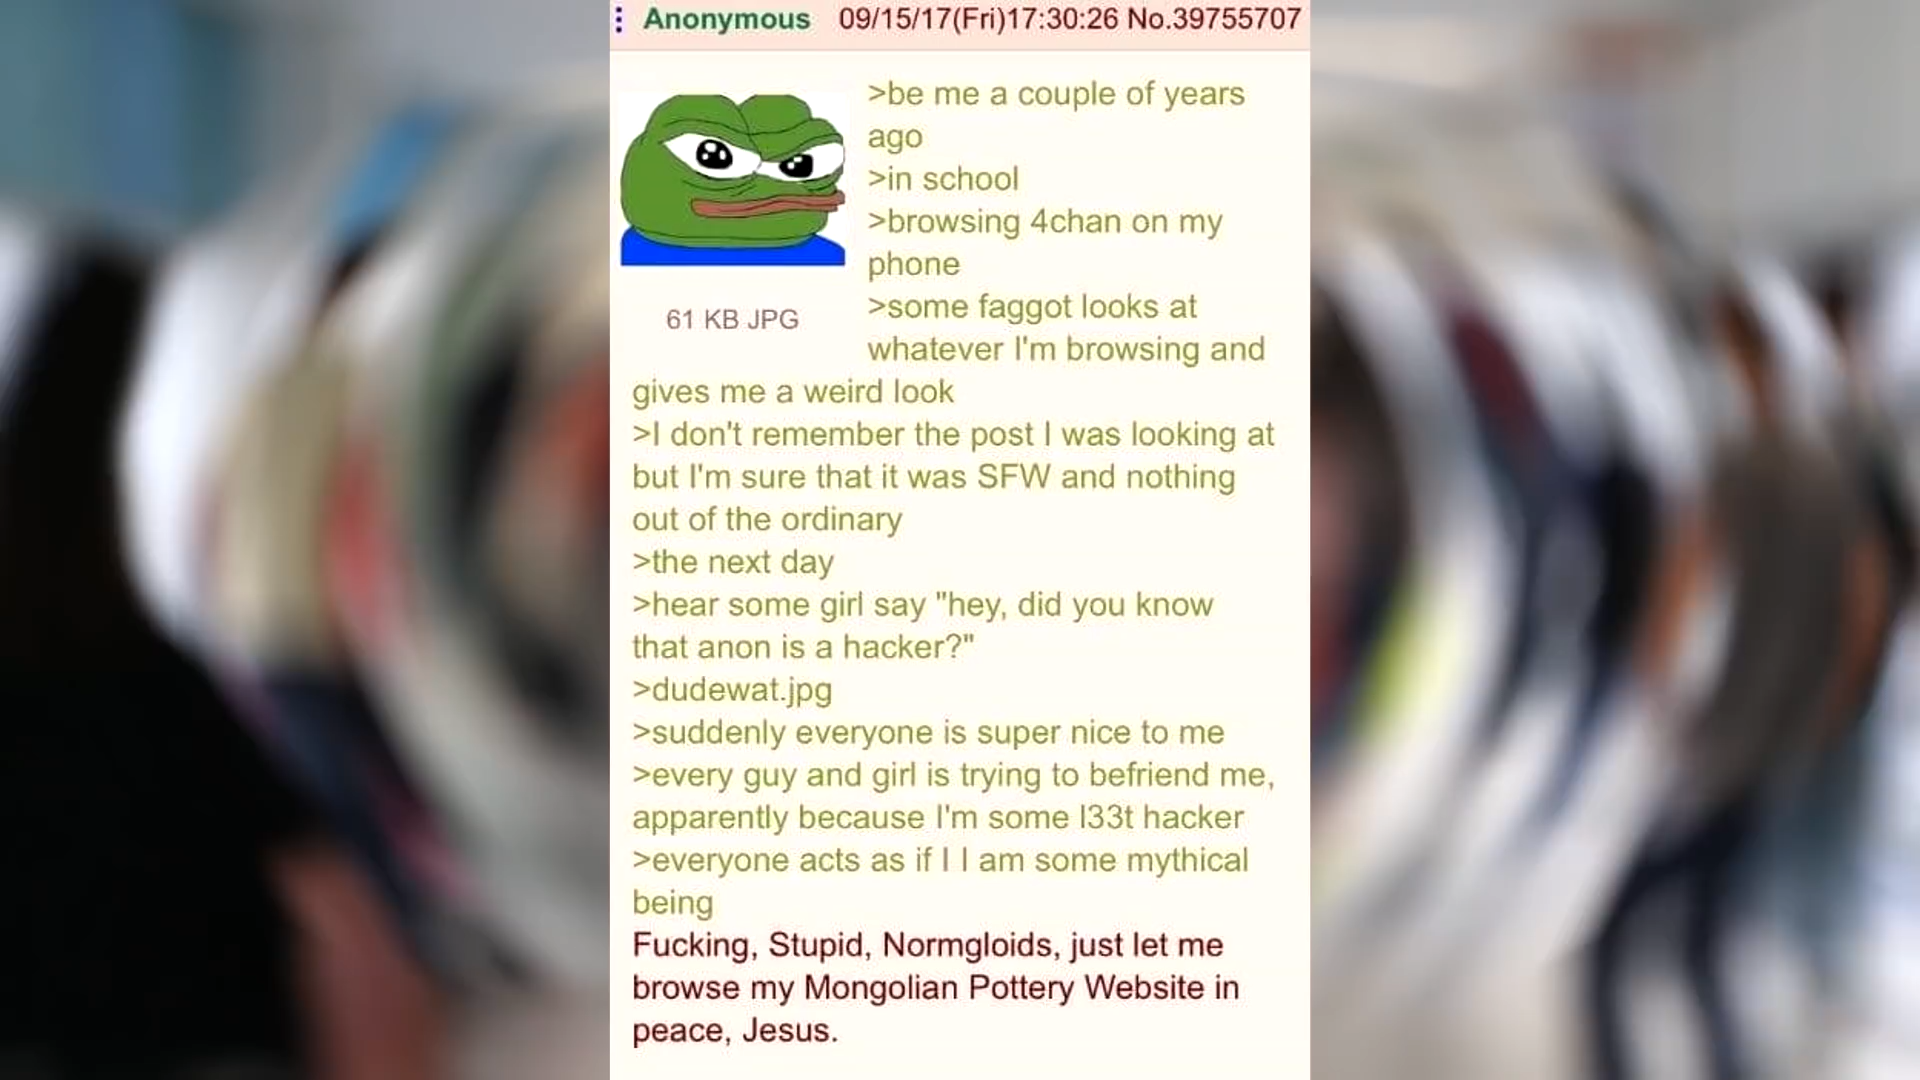 Anonymous 09/15/17(Fri)17:30:26 No.39755707
>be me a couple of years
ago
>in school
>browsing 4chan on my
phone
>some faggot looks at
61 KB JPG
whatever I'm browsing and
gives me a weird look
>I don't remember the post I was looking at
but I'm sure that it was SFW and nothing
out of the ordinary
>the next day
>hear some girl say "hey, did you know
that anon is a hacker?"
>dudewat.jpg
>suddenly everyone is super nice to me
>every guy and girl is trying to befriend me,
apparently because I'm some l33t hacker
>everyone acts as if I I am some mythical
being
Fucking, Stupid, Normgloids, just let me
browse my Mongolian Pottery Website in
peace, Jesus.